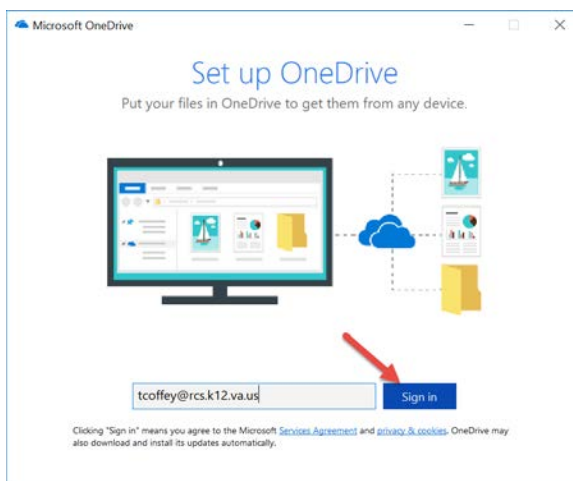 Microsoft OneDrive
Set up OneDrive
Put your files in OneDrive to get them from any device.
tcoffey@rcs.k12.va.us
Sign in
Clicking "Sign in" means you agree to the Microsoft Services Agreement and privacy & cookies. OneDrive may
also download and install its updates automatically.